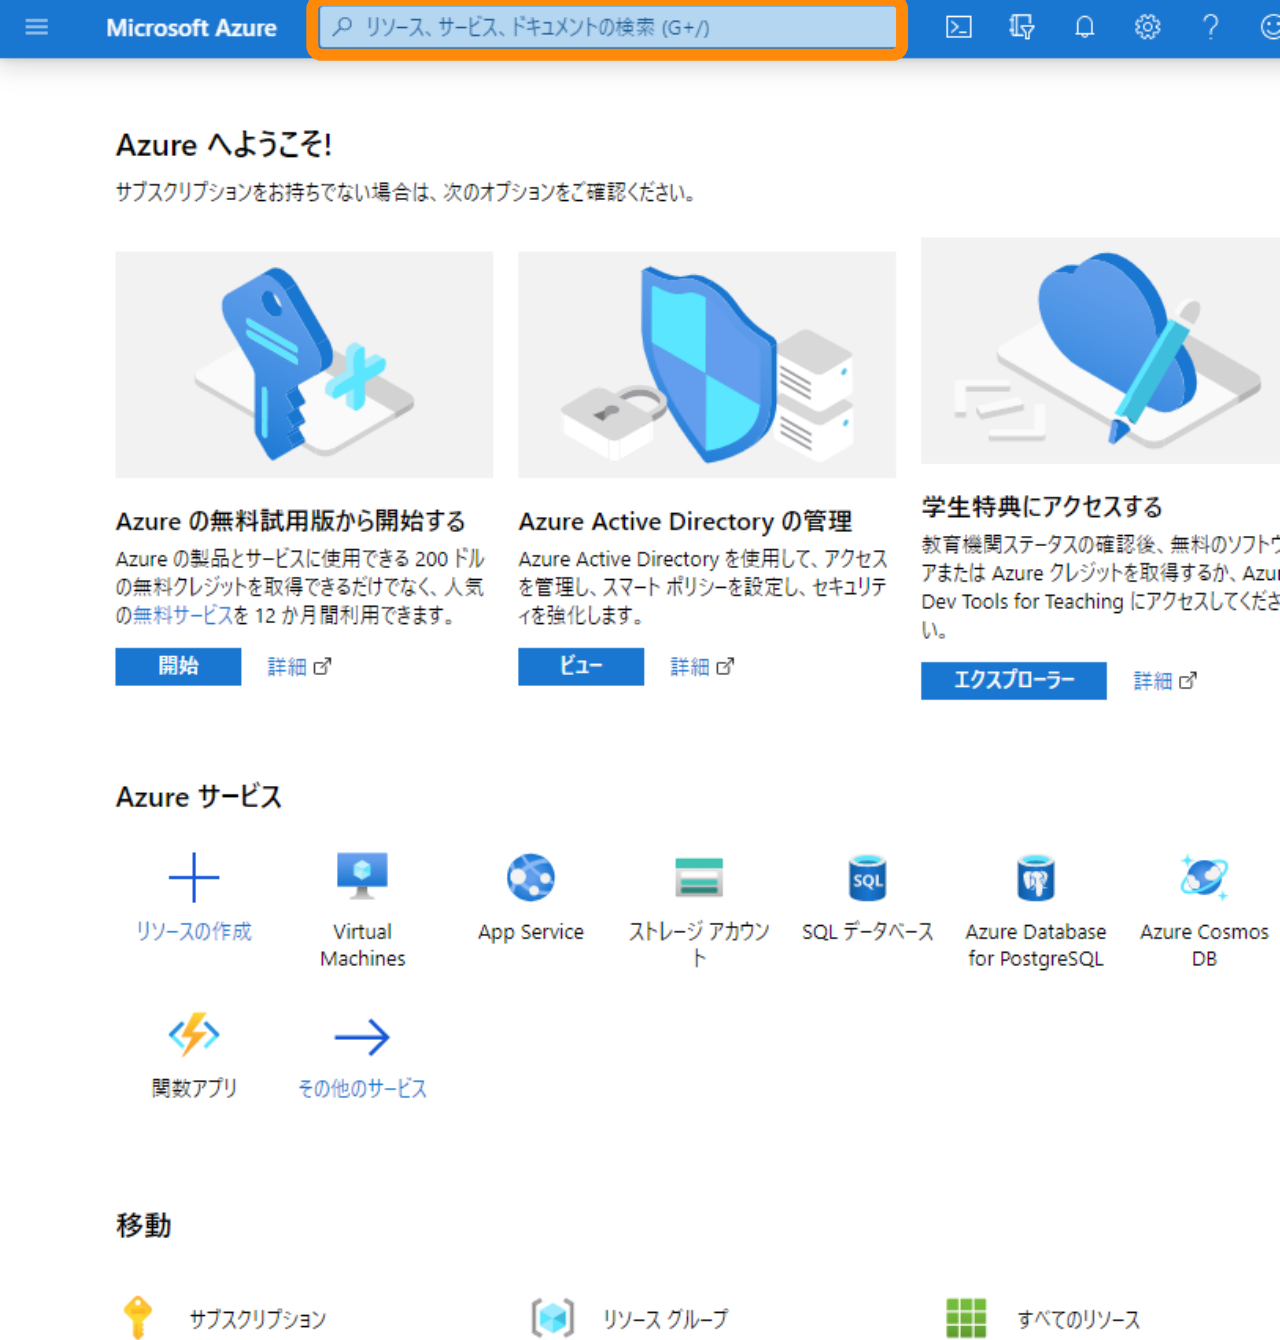 Microsoft Azure
リソース、サービス、ドキュメントの検索 (G+/)
Azure へようこそ!
サブスクリプションをお持ちでない場合は、次のオプションをご確認ください。
Azure の無料試用版から開始する
Azure の製品とサービスに使用できる 200 ドル
の無料クレジットを取得できるだけでなく、人気
の無料サービスを 12 か月間利用できます。
開始
詳細
Azure Active Directory の管理
Azure Active Directory を使用して、アクセス
を管理し、スマート ポリシーを設定し、セキュリテ
ィを強化します。
ビュー
詳細
学生特典にアクセスする
教育機関ステータスの確認後、無料のソフトウ
アまたは Azure クレジットを取得するか、Azur
Dev Tools for Teaching にアクセスしてくださ
い。
エクスプローラー
詳細
Azure サービス
リソースの作成
Virtual
Machines
App Service
ストレージ アカウン
ト
SQL
SQL データベース
Azure Database
for PostgreSQL
Azure Cosmos
DB
関数アプリ
その他のサービス
移動
サブスクリプション
リソース グループ
すべてのリソース